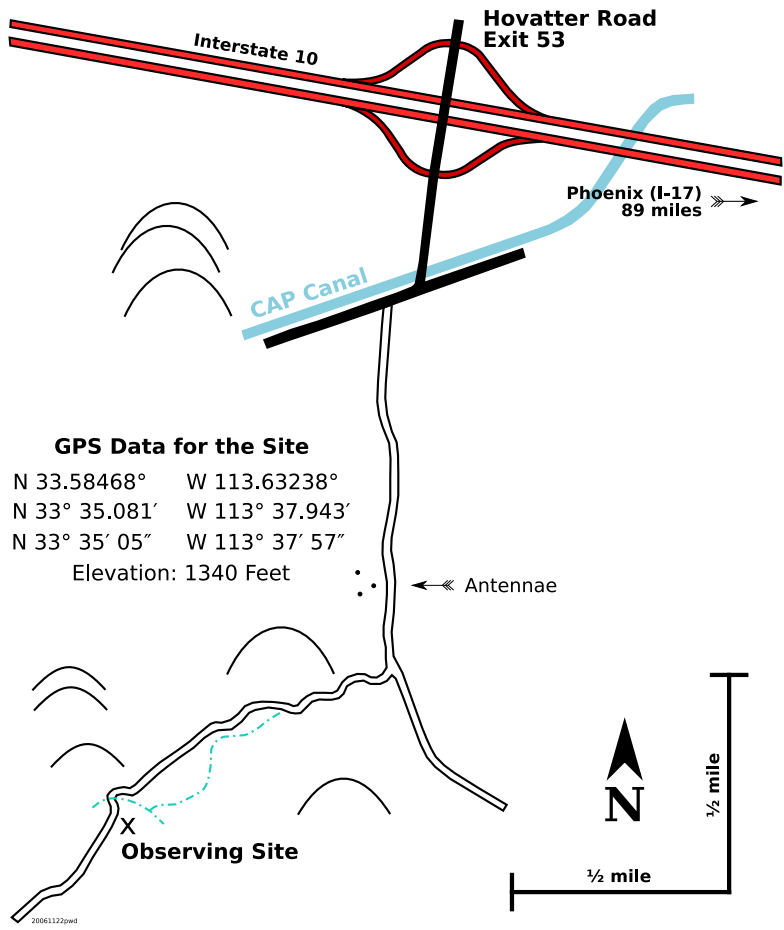 Hovatter Road
Exit 53
Interstate 10
Phoenix (I-17)
89 miles
CAP Canal
GPS Data for the Site
N 33.58468° W 113.63238°
N 33° 35.081′ W 113° 37.943′
N 33° 35′ 05″ W 113° 37′ 57″
Elevation: 1340 Feet
Antennae
½ mile
N
½ mile
X
Observing Site
20061122pwd